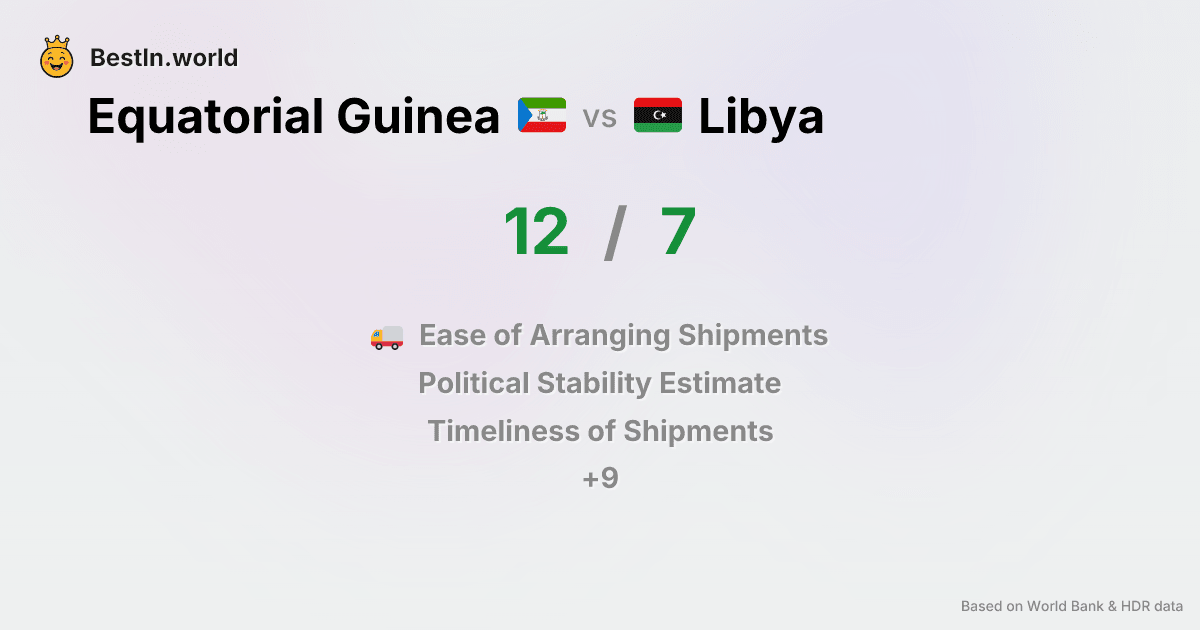 BestIn.world
Equatorial Guinea vs Libya
12 / 7
Ease of Arranging Shipments
Political Stability Estimate
Timeliness of Shipments
+9
Based on World Bank & HDR data